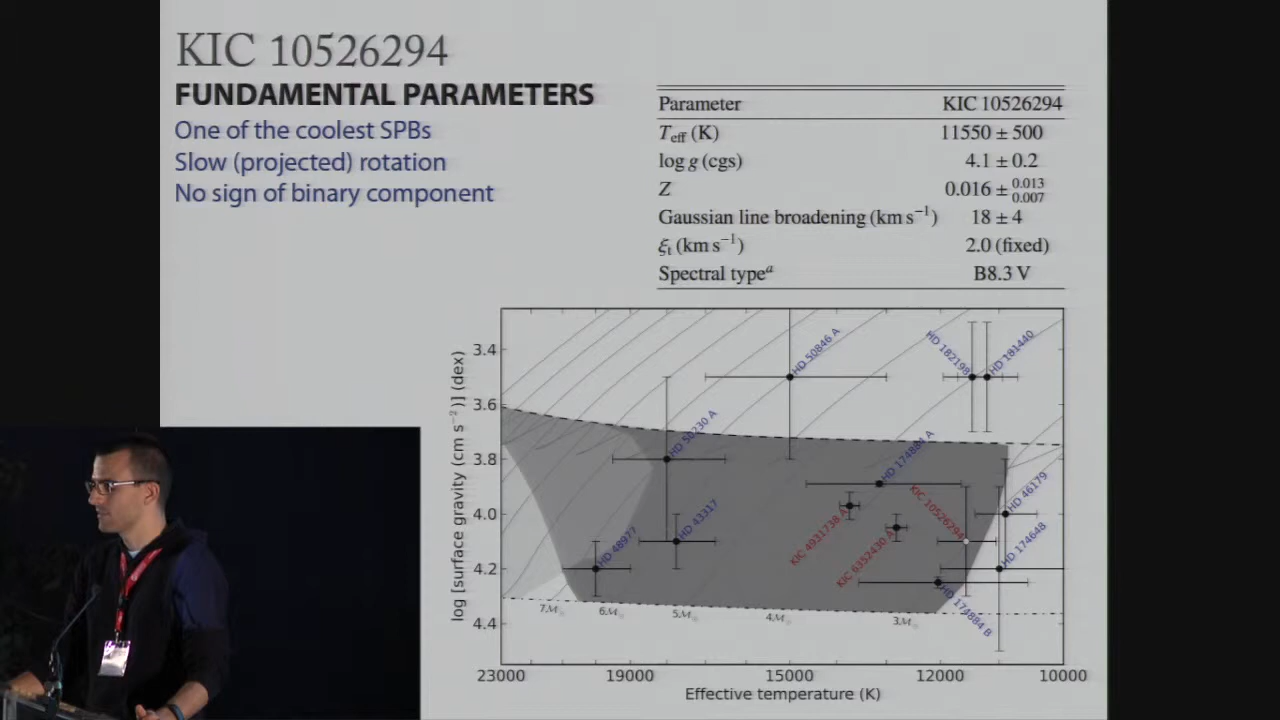 KIC 10526294
FUNDAMENTAL PARAMETERS
One of the coolest SPBs
Slow (projected) rotation
No sign of binary component
Parameter KIC 10526294
T_eff (K) 11550 ± 500
log g (cgs) 4.1 ± 0.2
Z 0.016 ± 0.013 0.007
Gaussian line broadening (km s⁻¹) 18 ± 4
ξt (km s⁻¹) 2.0 (fixed)
Spectral typeᵃ B8.3 V
log [surface gravity (cm s⁻²)] (dex)
3.4
3.6
3.8
4.0
4.2
4.4
HD 50846 A
HD 182198
HD 181440
HD 50230 A
HD 174884 A
HD 43317
HD 48977
KIC 4931738 A
KIC 6352430 A
KIC 10526294
HD 46179
HD 174648
HD 174884 B
7M☉ 6M☉ 5M☉ 4M☉ 3M☉
23000 19000 15000 12000 10000
Effective temperature (K)